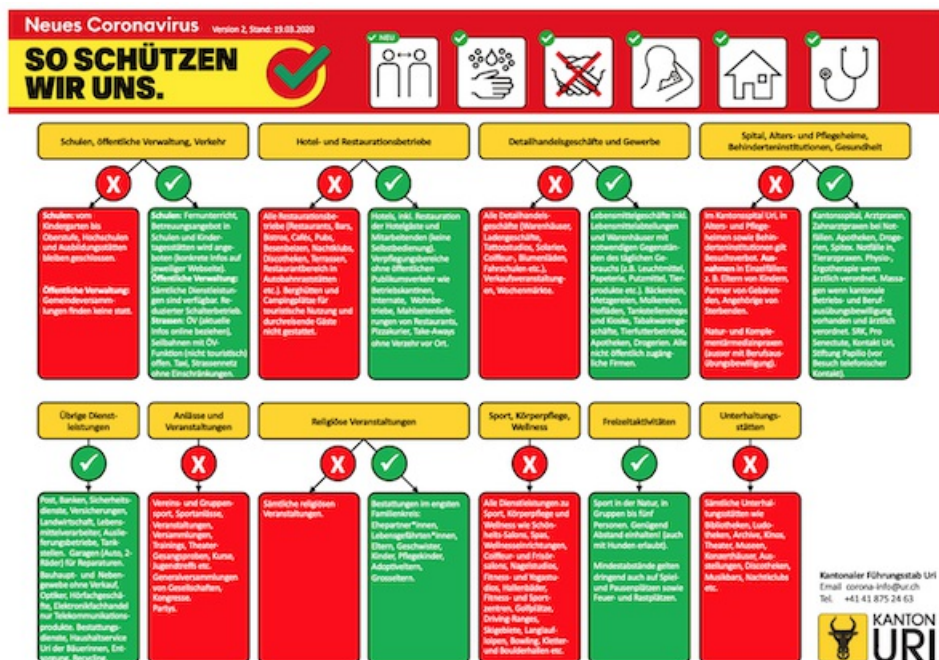 Neues Coronavirus Version 2, Stand: 19.03.2020
SO SCHÜTZEN
WIR UNS.
NEU
Schulen, öffentliche Verwaltung, Verkehr
Hotel- und Restaurationsbetriebe
Detailhandelsgeschäfte und Gewerbe
Spital, Alters- und Pflegeheime,
Behinderteninstitutionen, Gesundheit
Schulen: vom
Kindergarten bis
Oberstufe, Hochschulen
und Ausbildungsstätten
bleiben geschlossen.
Öffentliche Verwaltung:
Gemeindeversamm-
lungen finden keine statt.
Schulen: Fernunterricht,
Betreuungsangebot in
Schulen und Kinder-
tagesstätten wird ange-
boten (konkrete Infos auf
jeweiliger Webseite).
Öffentliche Verwaltung:
Sämtliche Dienstleistun-
gen sind verfügbar. Re-
duzierter Schalterbetrieb.
Strassen: ÖV (aktuelle
Infos online beziehen),
Seilbahnen mit ÖV-
Funktion (nicht touristisch)
offen. Taxi, Strassennetz
ohne Einschränkungen.
Alle Restaurationsbe-
triebe (Restaurants, Bars,
Bistros, Cafés, Pubs,
Besenbeizen, Nachtklubs,
Discotheken, Terrassen,
Restaurantbereich in
Autobahnraststätten
etc.). Berghütten und
Campingplätze für
touristische Nutzung und
durchreisende Gäste
nicht gestattet.
Hotels, inkl. Restauration
der Hotelgäste und
Mitarbeitenden (keine
Selbstbedienung).
Verpflegungsbereiche
ohne öffentlichen
Publikumsverkehr wie
Betriebskantinen,
Internate, Wohnbe-
triebe, Mahlzeitenliefe-
rungen von Restaurants,
Pizzakurier, Take-Aways
ohne Verzehr vor Ort.
Alle Detailhandels-
geschäfte (Warenhäuser,
Ladengeschäfte,
Tattoostudios, Solarien,
Coiffeur-, Blumenläden,
Fahrschulen etc.),
Verkaufsveranstaltun-
gen, Wochenmärkte.
Lebensmittelgeschäfte inkl.
Lebensmittelabteilungen
und Warenhäuser mit
notwendigen Gegenstän-
den des täglichen Ge-
brauchs (z.B. Leuchtmittel,
Papeterie, Putzmittel, Tier-
produkte etc.). Bäckereien,
Metzgereien, Molkereien,
Hofläden, Tankstellenshops
und Kioske, Tabakwarenge-
schäfte, Tierfutterbetriebe,
Apotheken, Drogerien. Alle
nicht öffentlich zugäng-
liche Firmen.
Im Kantonsspital Uri, in
Alters- und Pflege-
heimen sowie Behin-
derteninstitutionen gilt
Besuchsverbot. Aus-
nahmen in Einzelfällen:
z. B. Eltern von Kindern,
Partner von Gebären-
den, Angehörige von
Sterbenden.
Natur- und Komple-
mentärmedizinpraxen
(ausser mit Berufsaus-
übungsbewilligung).
Kantonsspital, Arztpraxen,
Zahnarztpraxen bei Not-
fällen. Apotheken, Droge-
rien, Spitex. Notfälle in
Tierarztpraxen. Physio-,
Ergotherapie wenn
ärztlich verordnet. Massa-
gen wenn kantonale
Betriebs- und Beruf-
ausübungsbewilligung
vorhanden und ärztlich
verordnet. SRK, Pro
Senectute, Kontakt Uri,
Stiftung Papilio (vor
Besuch telefonischer
Kontakt).
Übrige Dienst-
leistungen
Anlässe und
Veranstaltungen
Religiöse Veranstaltungen
Sport, Körperpflege,
Wellness
Freizeitaktivitäten
Unterhaltungs-
stätten
Post, Banken, Sicherheits-
dienste, Versicherungen,
Landwirtschaft, Lebens-
mittelverarbeiter, Auslie-
ferungsbetriebe, Tank-
stellen. Garagen (Auto, 2-
Räder) für Reparaturen.
Bauhaupt- und Neben-
gewebe ohne Verkauf,
Optiker, Hörfachgeschä-
fte, Elektronikfachhandel
nur Telekommunikations-
produkte. Bestattungs-
dienste, Haushaltservice
Uri der Bäuerinnen, Ent-
sorgung, Recycling.
Vereins- und Gruppen-
sport, Sportanlässe,
Veranstaltungen,
Versammlungen,
Trainings, Theater-
Gesangsproben, Kurse,
Jugendtreffs etc.
Generalversammlungen
von Gesellschaften,
Kongresse.
Partys.
Sämtliche religiösen
Veranstaltungen.
Bestattungen im engsten
Familienkreis:
Ehepartner*innen,
Lebensgefährten*innen,
Eltern, Geschwister,
Kinder, Pflegekinder,
Adoptiveltern,
Grosseltern.
Alle Dienstleistungen zu
Sport, Körperpflege und
Wellness wie Schön-
heits-Salons, Spas,
Wellnesseinrichtungen,
Coiffeur- und Frisör-
salons, Nagelstudios,
Fitness- und Yogastu-
dios, Hallenbäder,
Fitness- und Sport-
zentren, Golfplätze,
Driving-Ranges,
Skigebiete, Langlauf-
loipen, Bowling, Kletter-
und Boulderhallen etc.
Sport in der Natur, in
Gruppen bis fünf
Personen. Genügend
Abstand einhalten! (auch
mit Hunden erlaubt).
Mindestabstände gelten
dringend auch auf Spiel-
und Pausenplätzen sowie
Feuer- und Rastplätzen.
Sämtliche Unterhal-
tungsstätten wie
Bibliotheken, Ludo-
theken, Archive, Kinos,
Theater, Museen,
Konzerthäuser, Aus-
stellungen, Discotheken,
Musikbars, Nachtklubs
etc.
Kantonaler Führungsstab Uri
Email corona-info@ur.ch
Tel. +41 41 875 24 63
KANTON
URI